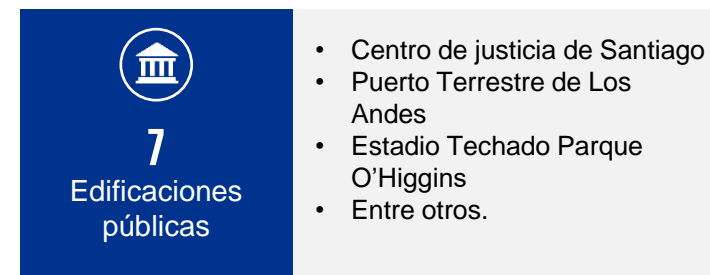 7
Edificaciones
públicas
• Centro de justicia de Santiago
• Puerto Terrestre de Los
Andes
• Estadio Techado Parque
O’Higgins
• Entre otros.